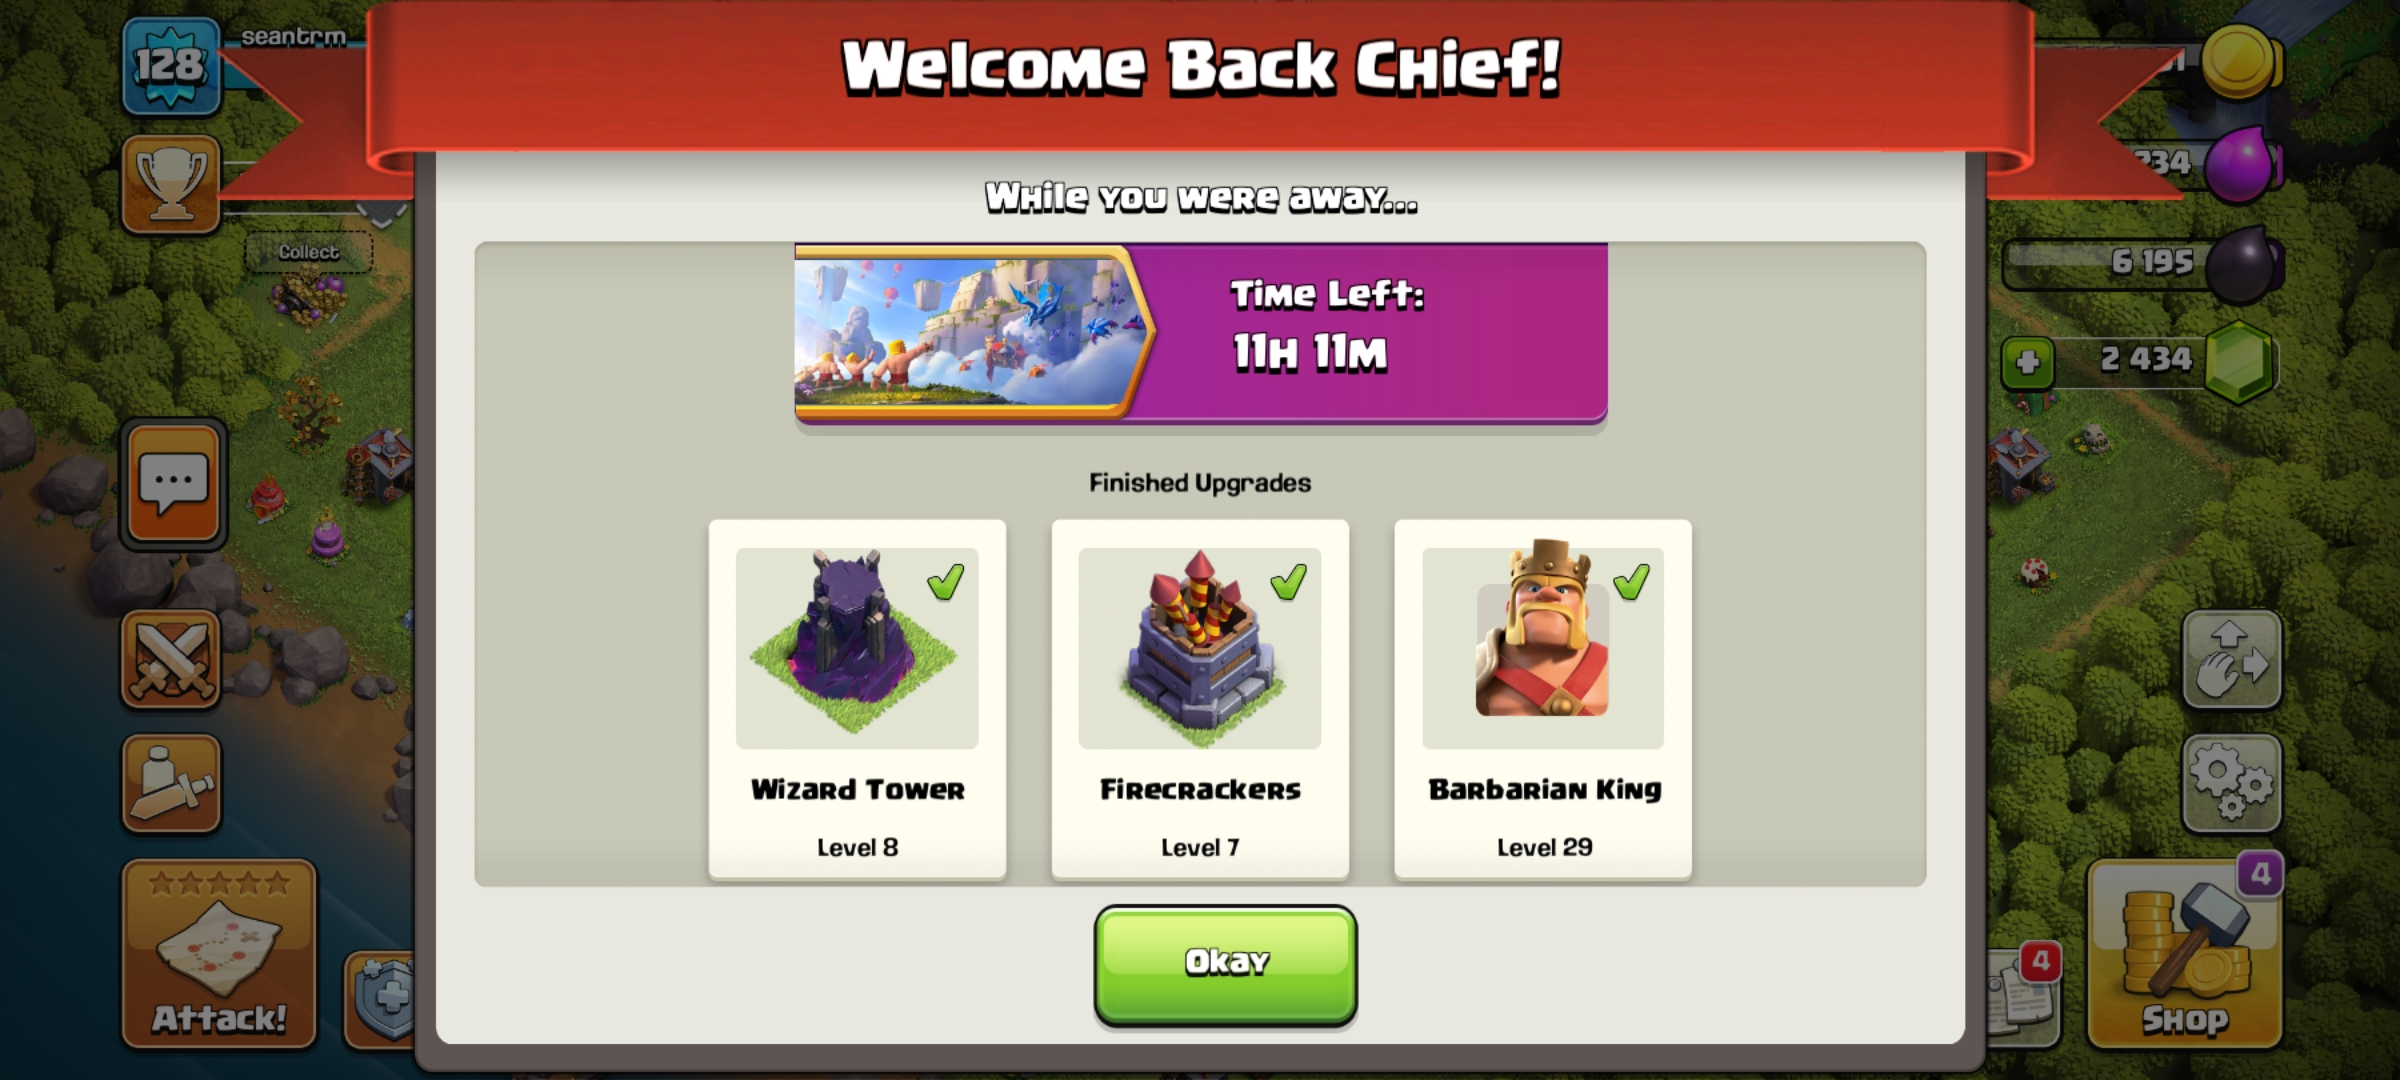 Welcome Back Chief!
128
seantrm
While you were away...
Collect
Time Left:
11H 11M
6 195
2 434
Finished Upgrades
Wizard Tower
Level 8
Firecrackers
Level 7
Barbarian King
Level 29
Okay
Attack!
4
4
Shop